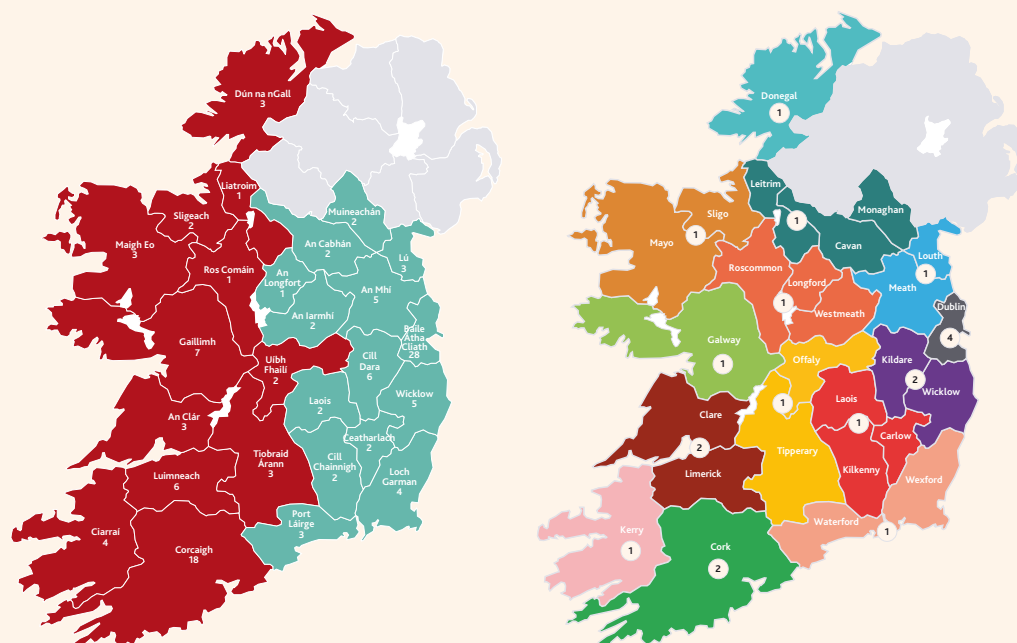 Dún na nGall
3
Liatroim
1
Sligeach
2
Maigh Eo
3
Ros Comáin
1
Muineachán
2
An Cabhán
2
Lú
3
An
Longfort
1
An Mhí
5
An Iarmhí
2
Baile
Átha
Cliath
28
Gaillimh
7
Uíbh
Fhailí
2
Cill
Dara
6
Laois
2
Wicklow
5
An Clár
3
Ceatharlach
2
Tiobraid
Árann
3
Cill
Chainnigh
2
Loch
Garman
4
Luimneach
6
Port
Láirge
3
Ciarraí
4
Corcaigh
18
Donegal
1
Leitrim
Sligo
1
Mayo
1
Monaghan
Cavan
Roscommon
Longford
1
Westmeath
Louth
1
Meath
Dublin
4
Galway
1
Offaly
1
Kildare
2
Wicklow
Laois
1
Clare
2
Limerick
Tipperary
Carlow
Kilkenny
Wexford
Waterford
1
Kerry
1
Cork
2